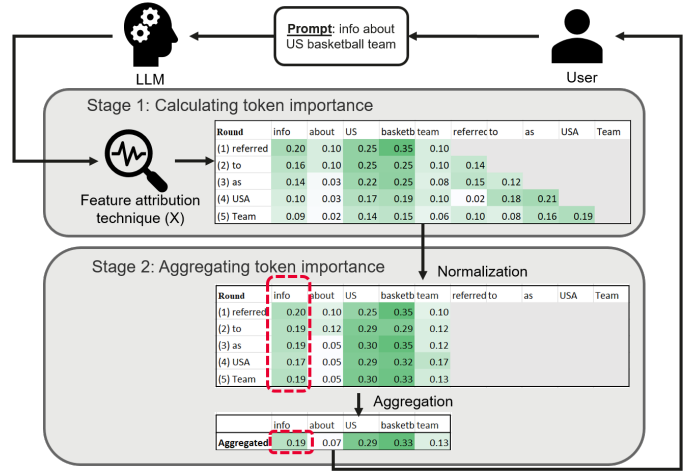 Prompt: info about
US basketball team
LLM
User
Stage 1: Calculating token importance
Feature attribution
technique (X)
Round info about US basketb team referrec to as USA Team
(1) referred 0.20 0.10 0.25 0.35 0.10
(2) to 0.16 0.10 0.25 0.25 0.10 0.14
(3) as 0.14 0.03 0.22 0.25 0.08 0.15 0.12
(4) USA 0.10 0.03 0.17 0.19 0.10 0.02 0.18 0.21
(5) Team 0.09 0.02 0.14 0.15 0.06 0.10 0.08 0.16 0.19
Stage 2: Aggregating token importance
Normalization
Round info about US basketb team referred to as USA Team
(1) referred 0.20 0.10 0.25 0.35 0.10
(2) to 0.19 0.12 0.29 0.29 0.12
(3) as 0.19 0.05 0.30 0.35 0.12
(4) USA 0.17 0.05 0.29 0.32 0.17
(5) Team 0.19 0.05 0.30 0.33 0.13
Aggregation
info about US basketb team
Aggregated 0.19 0.07 0.29 0.33 0.13